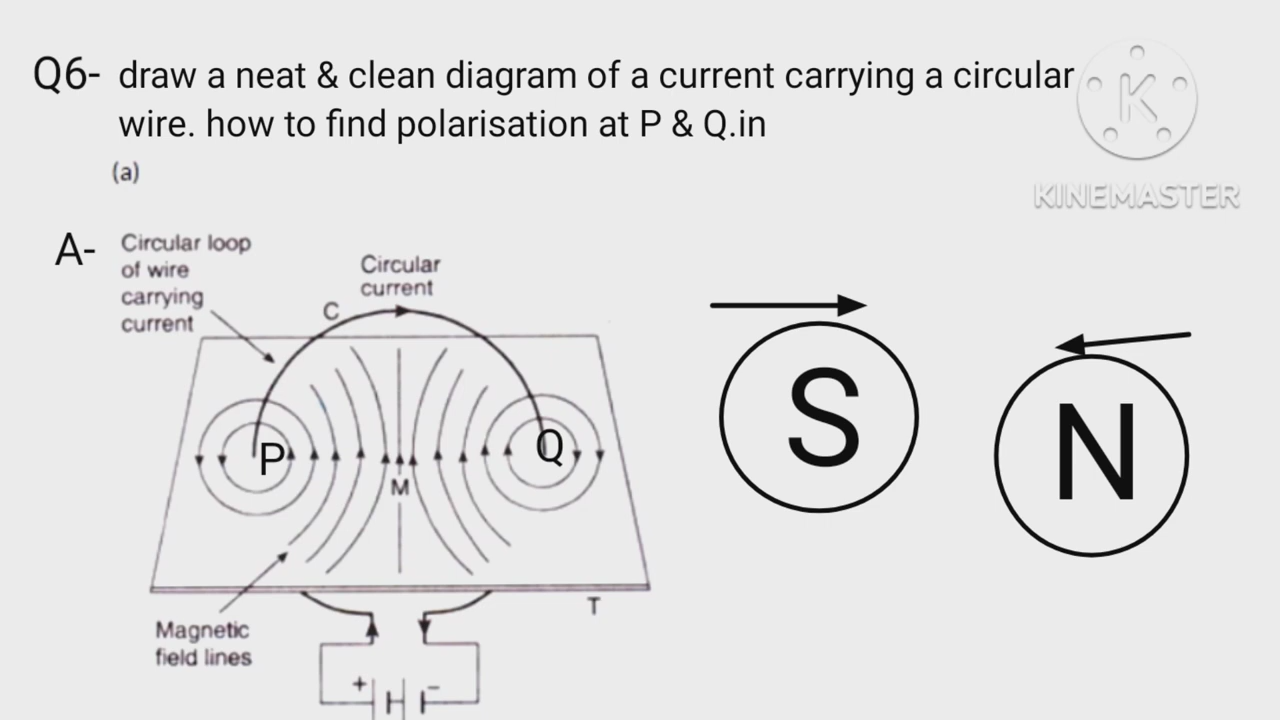 Q6- draw a neat & clean diagram of a current carrying a circular
wire. how to find polarisation at P & Q.in
K
KINEMASTER
(a)
A-
Circular loop
of wire
carrying
current
Circular
current
C
S
N
P
Q
M
T
Magnetic
field lines
+
−